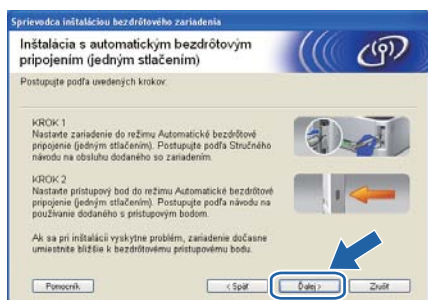 Sprievodca inštaláciou bezdrôtového zariadenia
Inštalácia s automatickým bezdrôtovým
pripojením (jedným stlačením)
Postupujte podľa uvedených krokov:
KROK 1
Nastavte zariadenie do režimu Automatické bezdrôtové
pripojenie (jedným stlačením). Postupujte podľa Stručného
návodu na obsluhu dodaného so zariadením.
KROK 2
Nastavte prístupový bod do režimu Automatické bezdrôtové
pripojenie (jedným stlačením). Postupujte podľa návodu na
používanie dodaného s prístupovým bodom.
Ak sa pri inštalácii vyskytne problém, zariadenie dočasne
umiestnite bližšie k bezdrôtovému prístupovému bodu.
Pomocník
< Späť
Ďalej >
Zrušiť